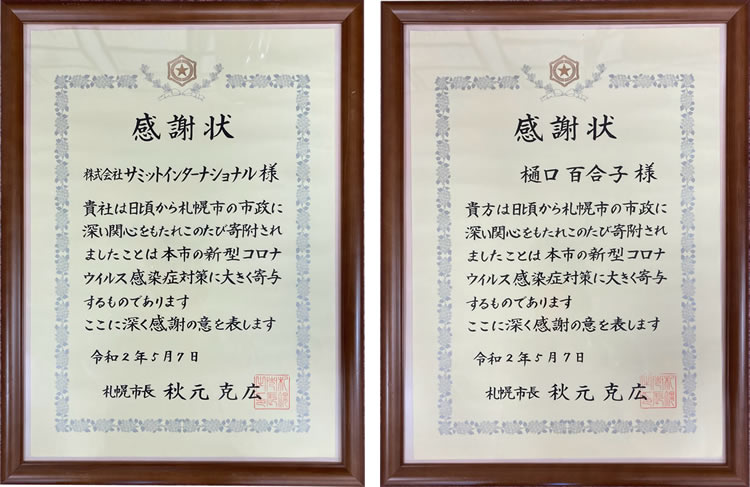 感謝状
株式会社サミットインターナショナル様
貴社は日頃から札幌市の市政に
深い関心をもたれこのたび寄附され
ましたことは本市の新型コロナ
ウイルス感染症対策に大きく寄与
するものであります
ここに深く感謝の意を表します
令和2年5月7日
札幌市長 秋元克広
感謝状
樋口百合子様
貴方は日頃から札幌市の市政に
深い関心をもたれこのたび寄附され
ましたことは本市の新型コロナ
ウイルス感染症対策に大きく寄与
するものであります
ここに深く感謝の意を表します
令和2年5月7日
札幌市長 秋元克広